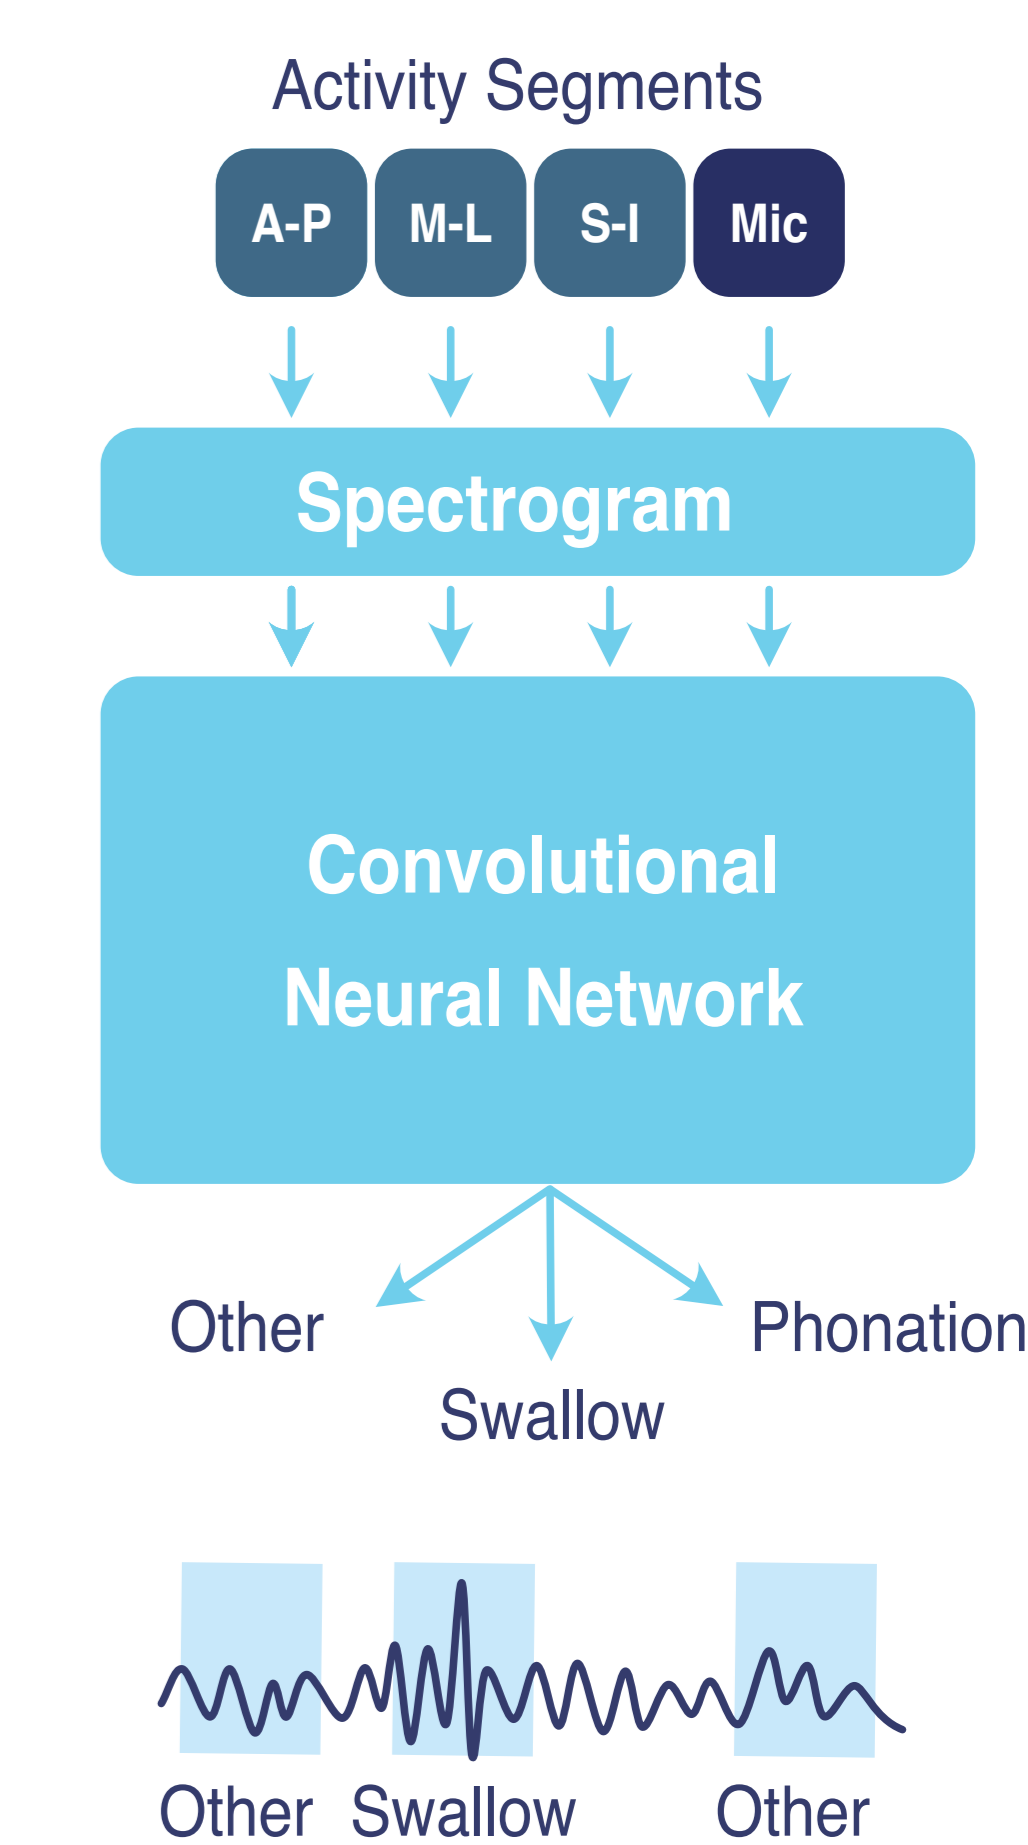 Activity Segments
A-P M-L S-I Mic
Spectrogram
Convolutional
Neural Network
Other Phonation
Swallow
Other Swallow Other